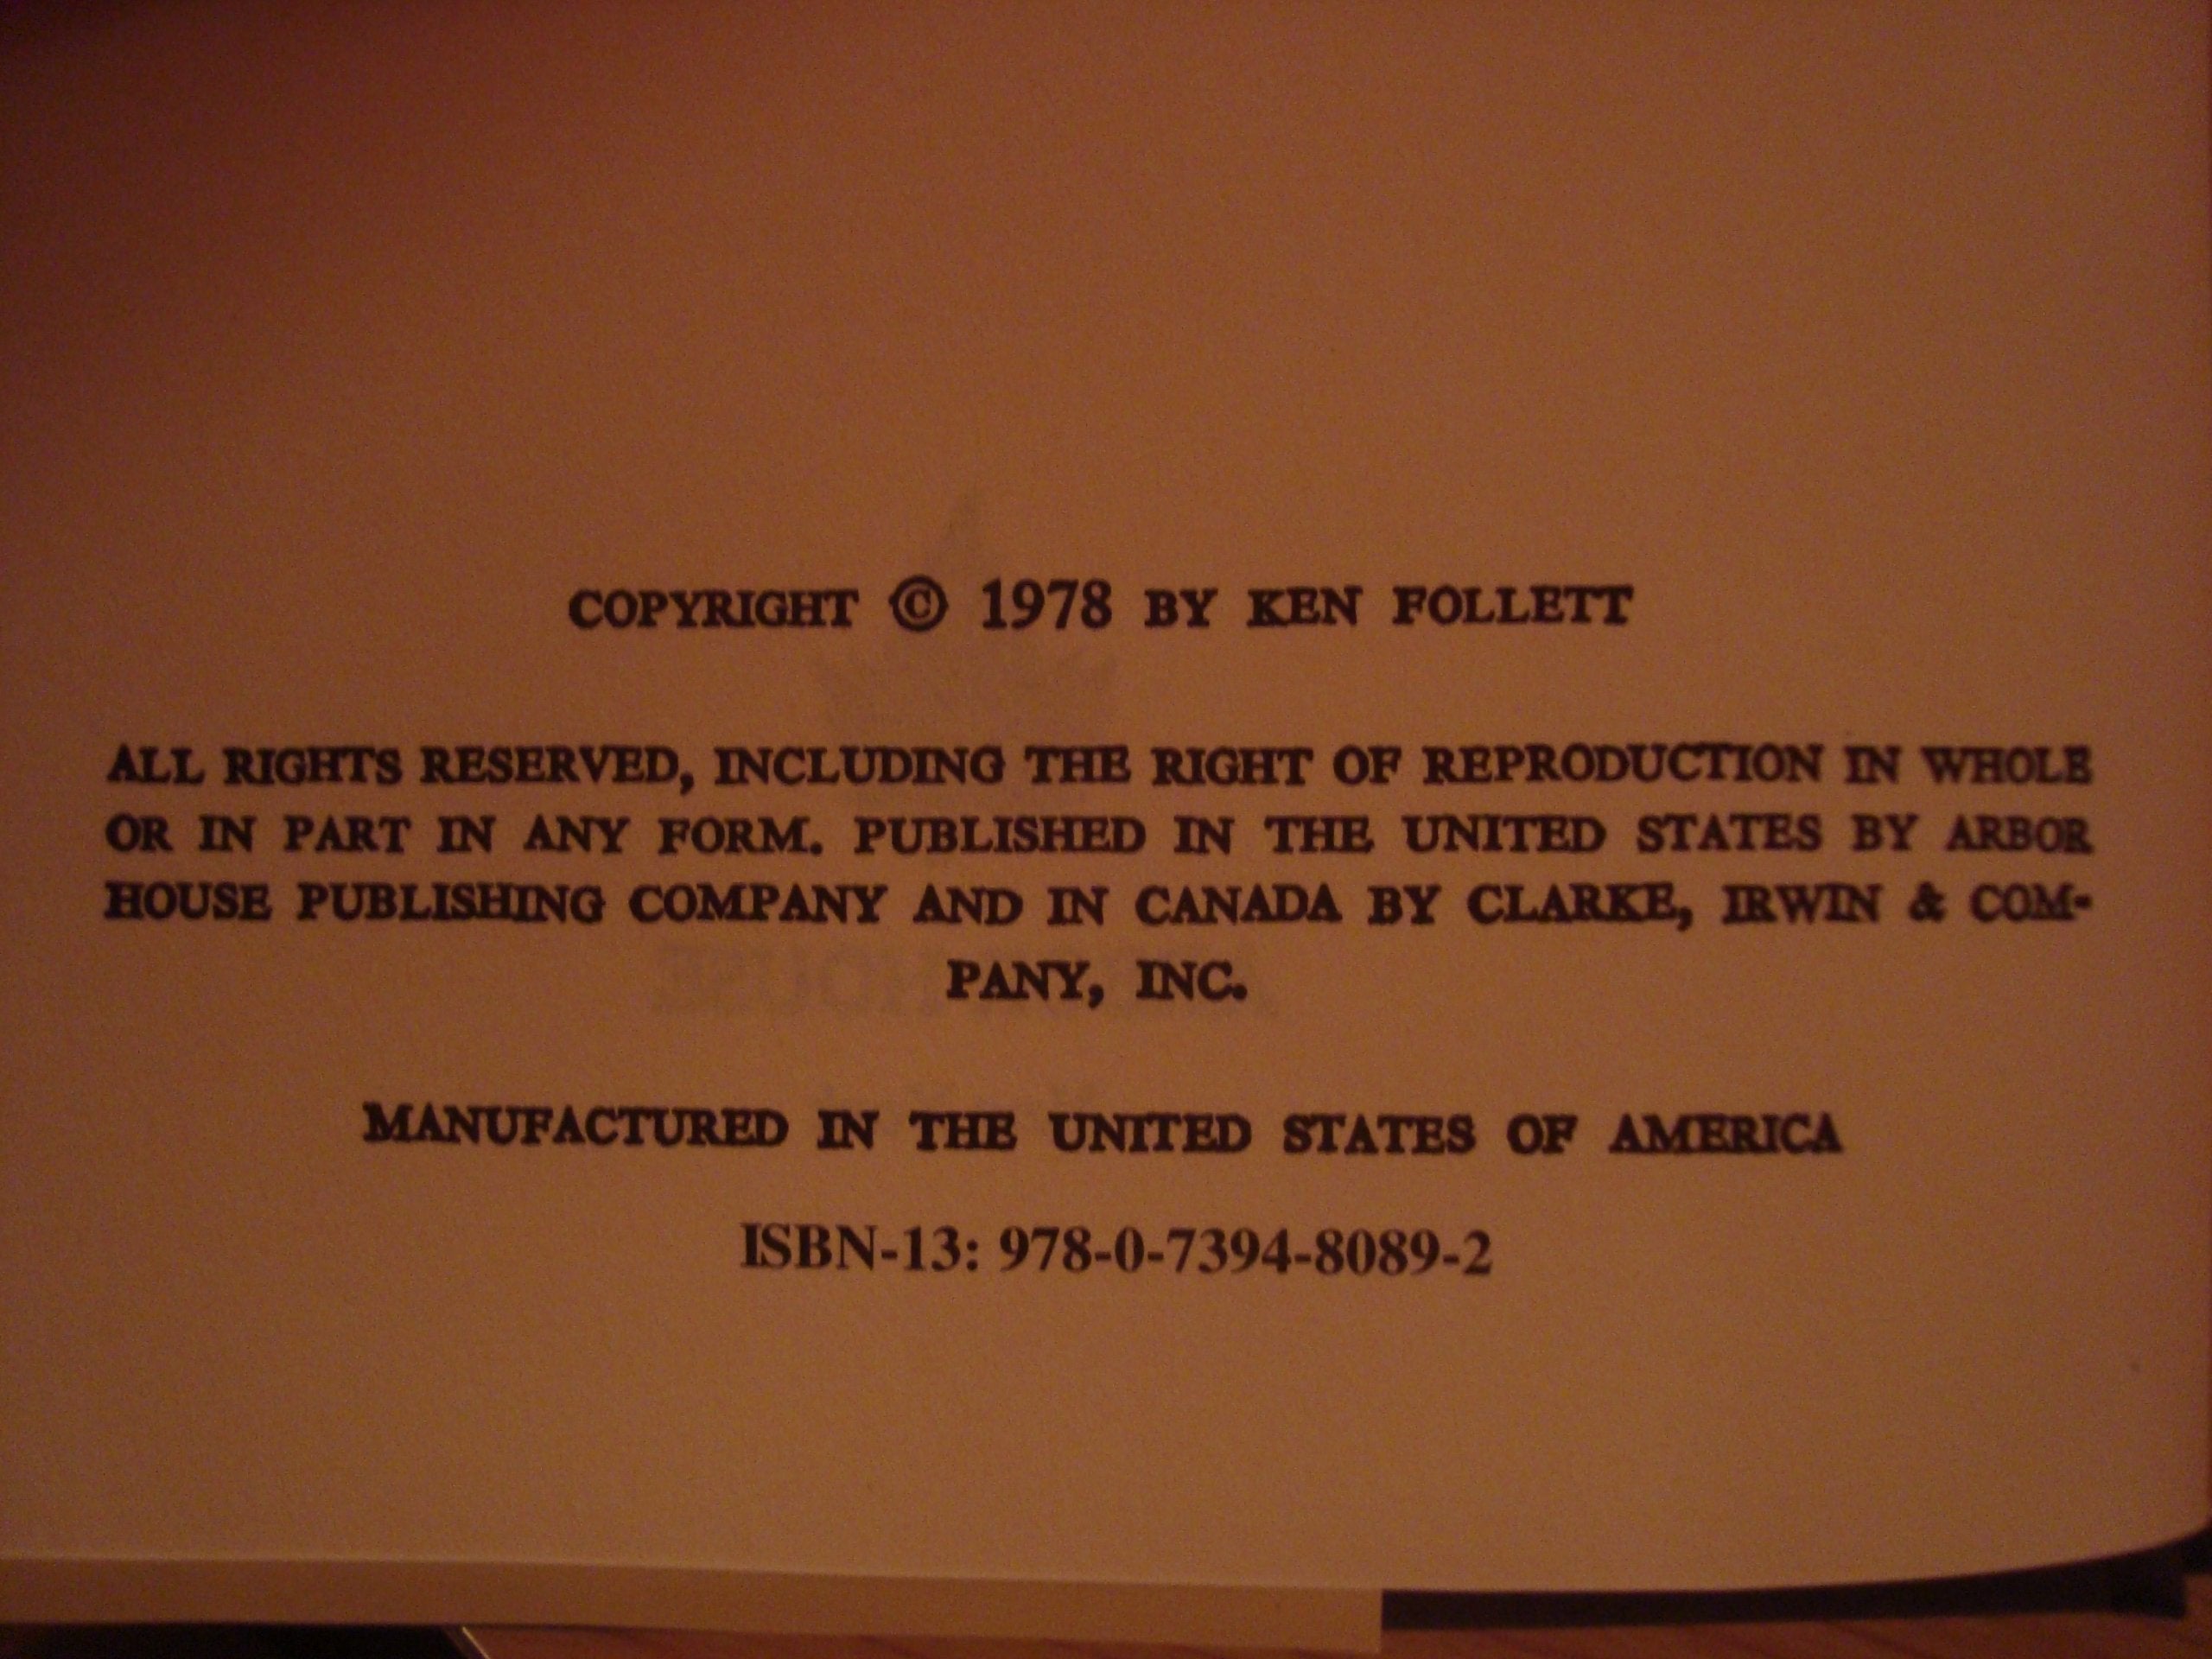 COPYRIGHT © 1978 BY KEN FOLLETT
ALL RIGHTS RESERVED, INCLUDING THE RIGHT OF REPRODUCTION IN WHOLE
OR IN PART IN ANY FORM. PUBLISHED IN THE UNITED STATES BY ARBOR
HOUSE PUBLISHING COMPANY AND IN CANADA BY CLARKE, IRWIN & COM-
PANY, INC.
MANUFACTURED IN THE UNITED STATES OF AMERICA
ISBN-13: 978-0-7394-8089-2